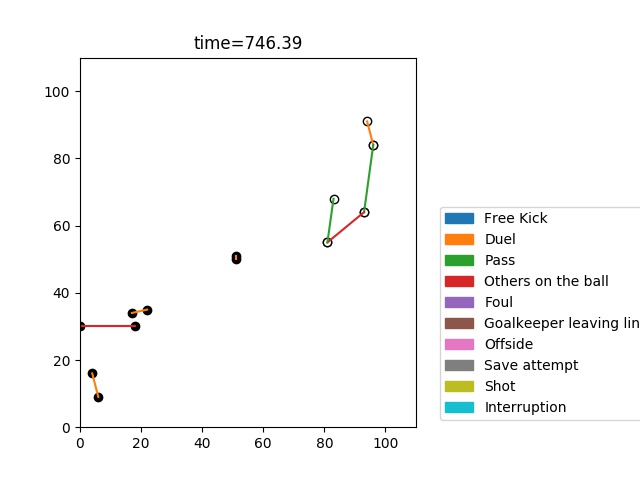 time=746.39
100
80
60
40
20
0
0 20 40 60 80 100
Free Kick
Duel
Pass
Others on the ball
Foul
Goalkeeper leaving lin
Offside
Save attempt
Shot
Interruption